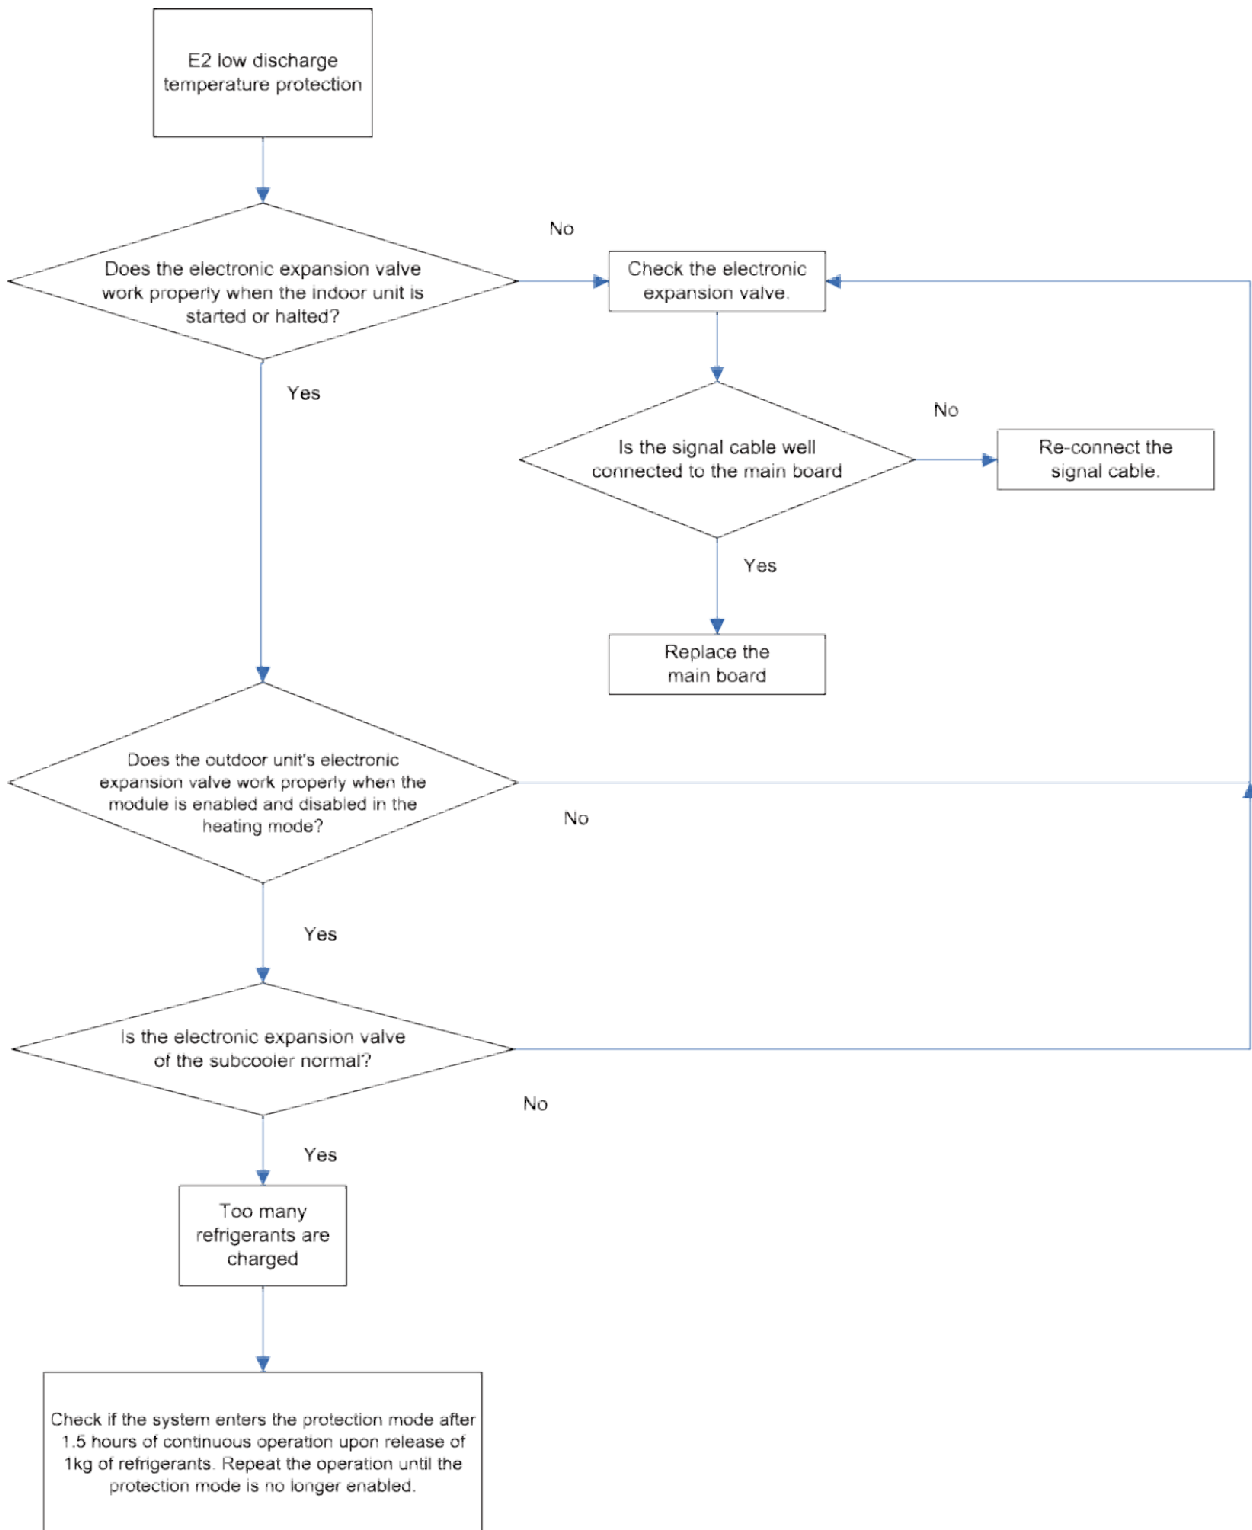 E2 low discharge
temperature protection
Does the electronic expansion valve
work properly when the indoor unit is
started or halted?
No
Check the electronic
expansion valve.
Yes
Is the signal cable well
connected to the main board
No
Re-connect the
signal cable.
Yes
Replace the
main board
Does the outdoor unit's electronic
expansion valve work properly when the
module is enabled and disabled in the
heating mode?
No
Yes
Is the electronic expansion valve
of the subcooler normal?
No
Yes
Too many
refrigerants are
charged
Check if the system enters the protection mode after
1.5 hours of continuous operation upon release of
1kg of refrigerants. Repeat the operation until the
protection mode is no longer enabled.